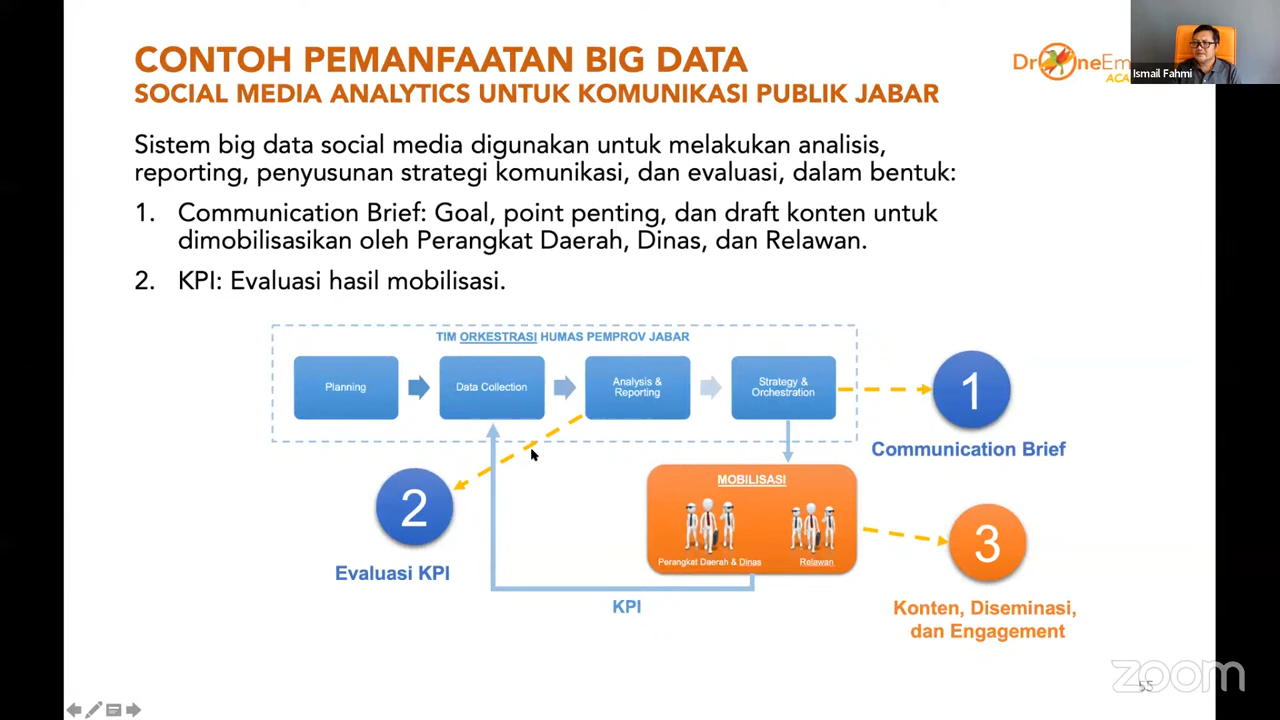 CONTOH PEMANFAATAN BIG DATA
SOCIAL MEDIA ANALYTICS UNTUK KOMUNIKASI PUBLIK JABAR
Ismail Fahmi
Sistem big data social media digunakan untuk melakukan analisis,
reporting, penyusunan strategi komunikasi, dan evaluasi, dalam bentuk:
1. Communication Brief: Goal, point penting, dan draft konten untuk
dimobilisasikan oleh Perangkat Daerah, Dinas, dan Relawan.
2. KPI: Evaluasi hasil mobilisasi.
TIM ORKESTRASI HUMAS PEMPROV JABAR
Planning
Data Collection
Analysis &
Reporting
Strategy &
Orchestration
1
Communication Brief
MOBILISASI
Perangkat Daerah & Dinas
Relawan
2
Evaluasi KPI
KPI
3
Konten, Diseminasi,
dan Engagement
zoom
55